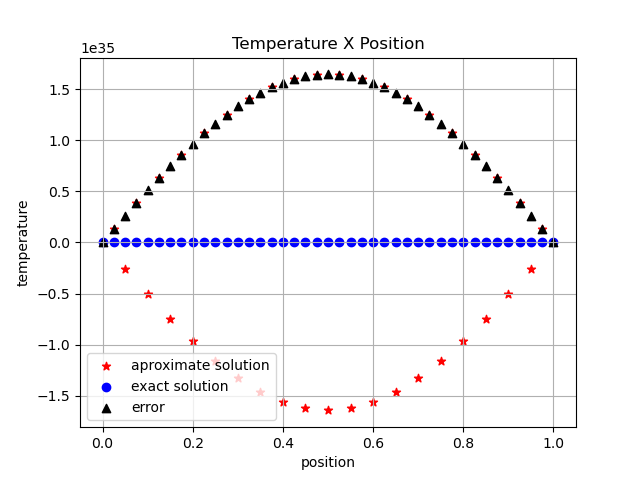 Temperature X Position
1e35
1.5
1.0
0.5
0.0
−0.5
−1.0
−1.5
temperature
aproximate solution
exact solution
error
0.0 0.2 0.4 0.6 0.8 1.0
position